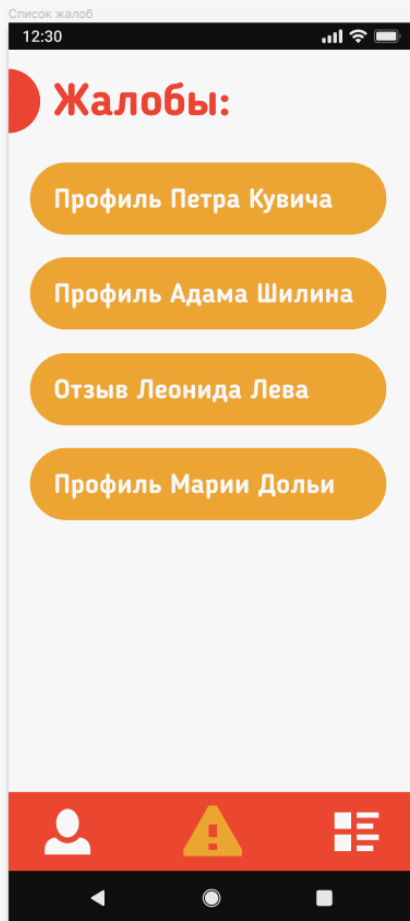 Список жалоб
12:30
Жалобы:
Профиль Петра Кувича
Профиль Адама Шилина
Отзыв Леонида Лева
Профиль Марии Дольи